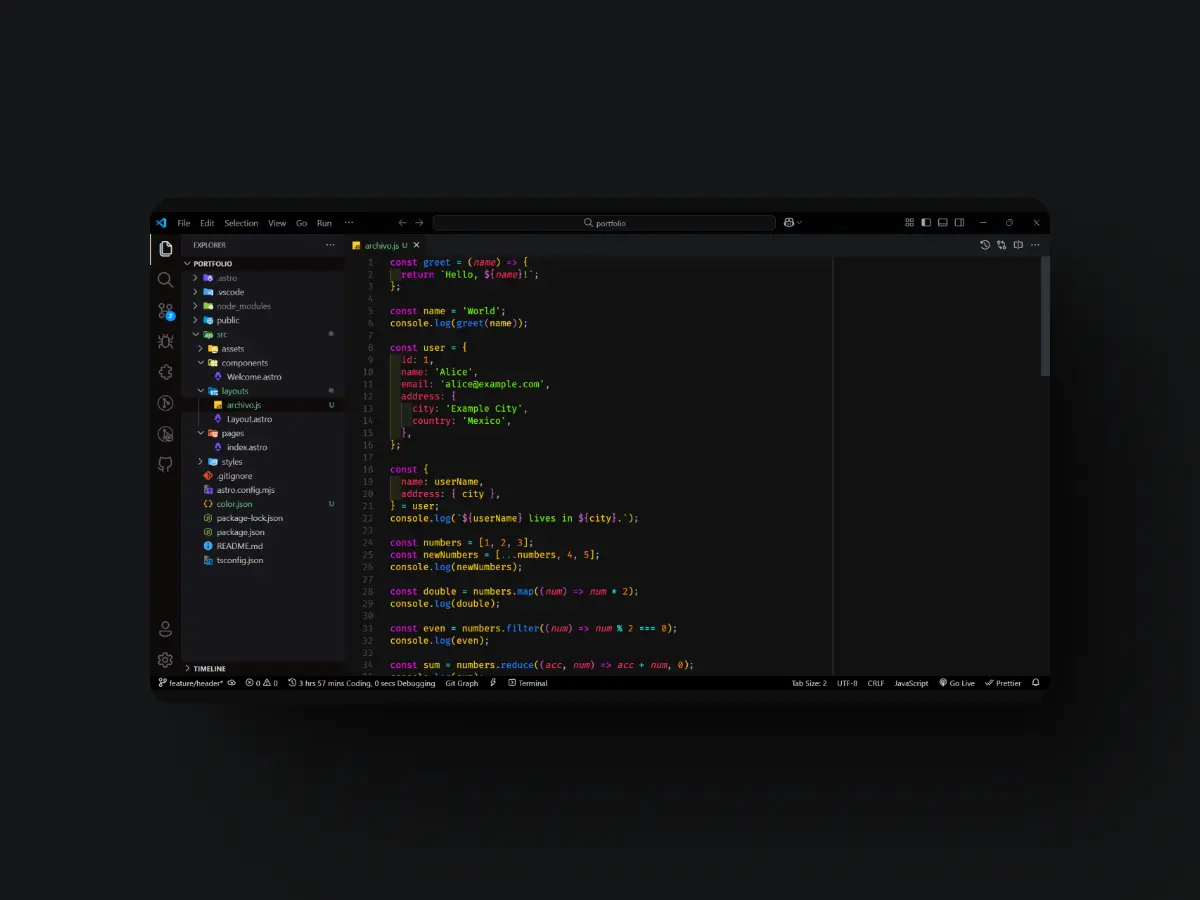 File Edit Selection View Go Run ··· portfolio
EXPLORER ···
PORTFOLIO
.astro
.vscode
node_modules
public
src
assets
components
Welcome.astro
layouts
archivo.js U
Layout.astro
pages
index.astro
styles
.gitignore
astro.config.mjs
color.json U
package-lock.json
package.json
README.md
tsconfig.json
TIMELINE
2
archivo.js U
1 const greet = (name) => {
2 return `Hello, ${name}!`;
3 };
4
5 const name = 'World';
6 console.log(greet(name));
7
8 const user = {
9 id: 1,
10 name: 'Alice',
11 email: 'alice@example.com',
12 address: {
13 city: 'Example City',
14 country: 'Mexico',
15 },
16 };
17
18 const {
19 name: userName,
20 address: { city },
21 } = user;
22 console.log(`${userName} lives in ${city}.`);
23
24 const numbers = [1, 2, 3];
25 const newNumbers = [...numbers, 4, 5];
26 console.log(newNumbers);
27
28 const double = numbers.map((num) => num * 2);
29 console.log(double);
30
31 const even = numbers.filter((num) => num % 2 === 0);
32 console.log(even);
33
34 const sum = numbers.reduce((acc, num) => acc + num, 0);
feature/header* 0 0 3 hrs 57 mins Coding, 0 secs Debugging Git Graph Terminal Tab Size: 2 UTF-8 CRLF JavaScript Go Live Prettier